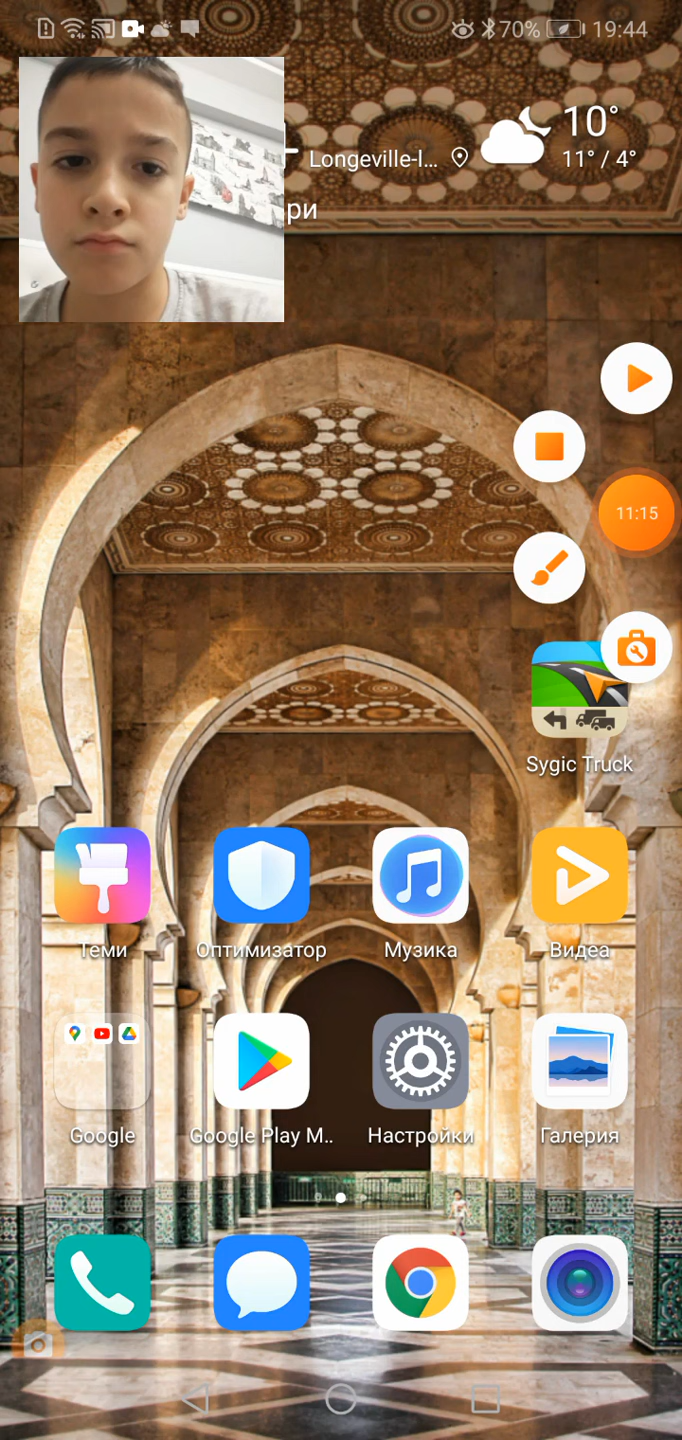 70% 19:44
10°
Longeville-l...
11° / 4°
ри
11:15
Sygic Truck
Теми
Оптимизатор
Музика
Видеа
Google
Google Play M..
Настройки
Галерия